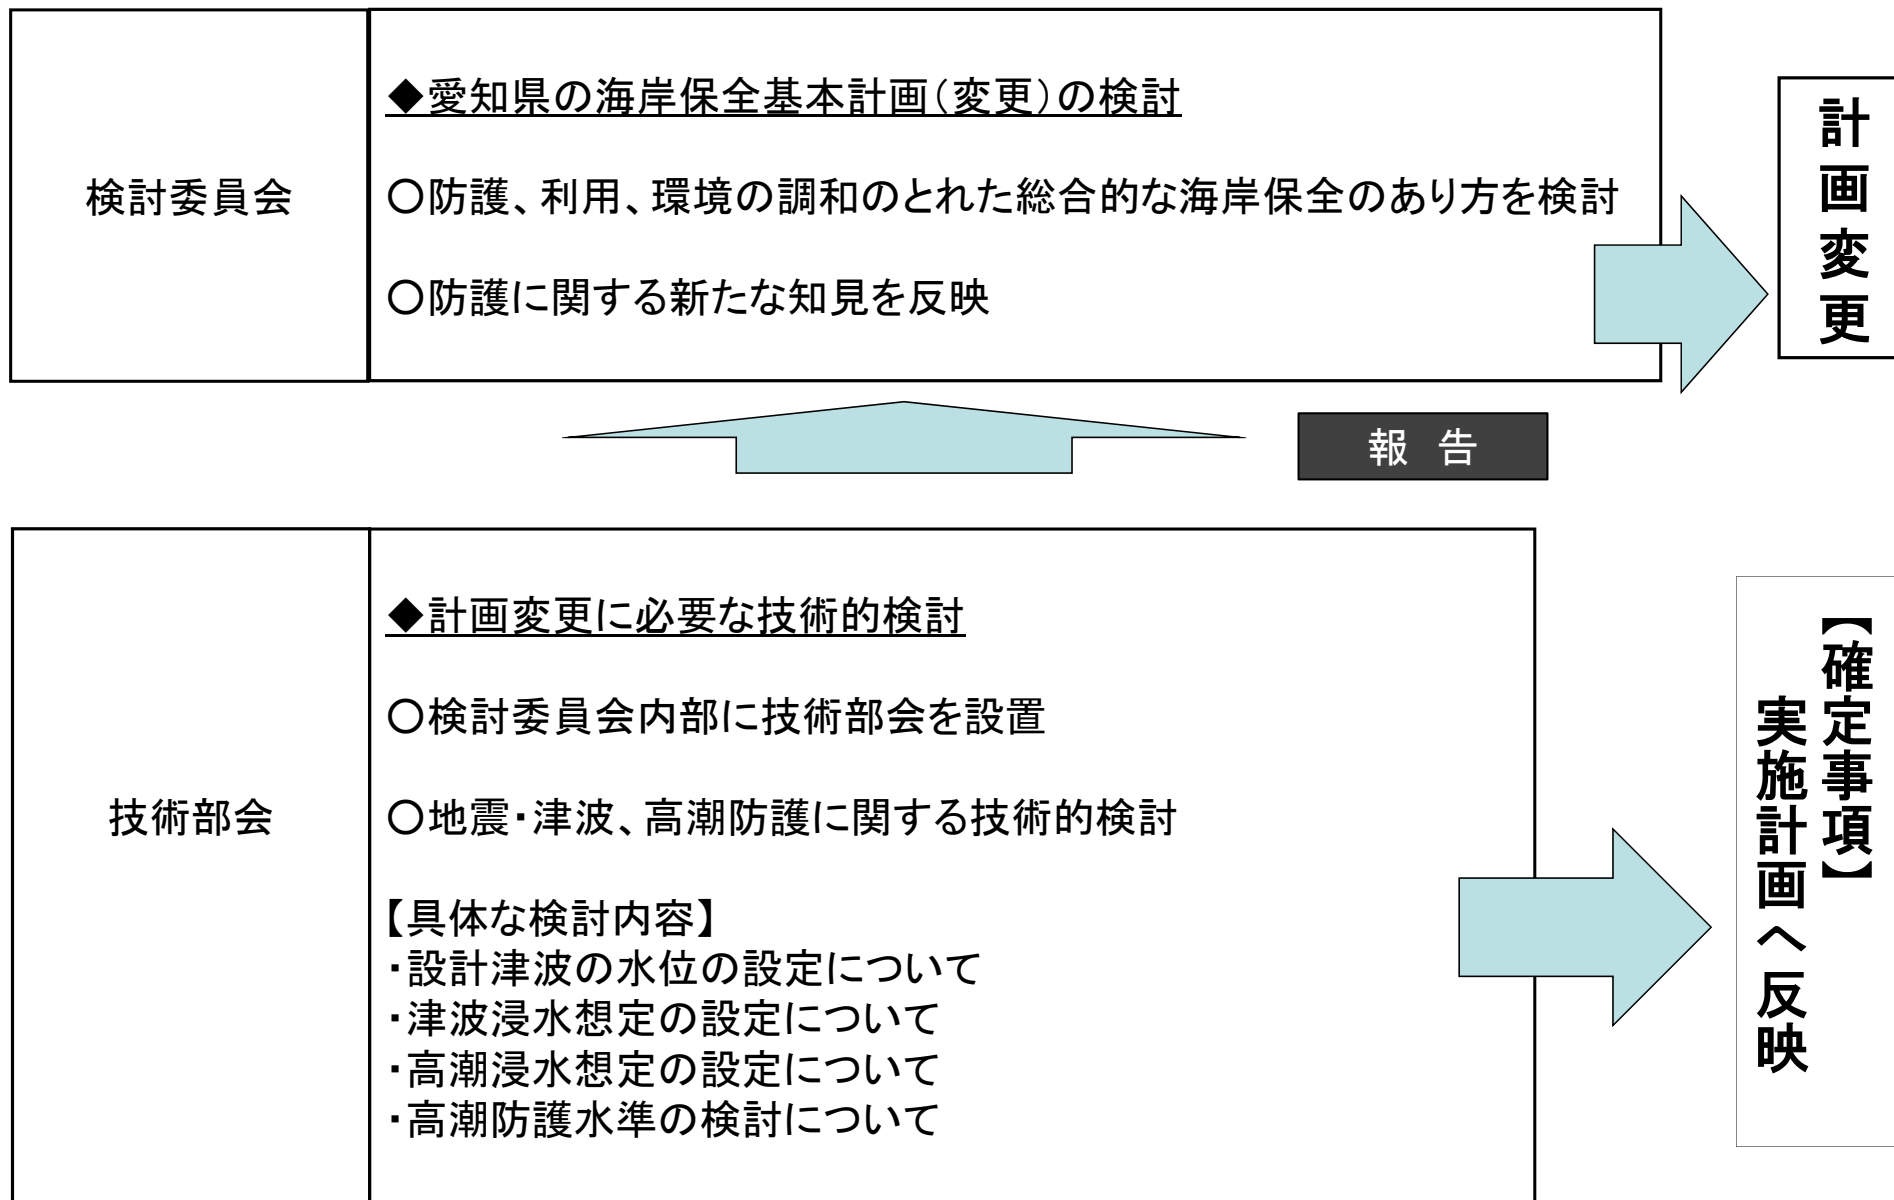 検討委員会
◆愛知県の海岸保全基本計画（変更）の検討
○防護、利用、環境の調和のとれた総合的な海岸保全のあり方を検討
○防護に関する新たな知見を反映
計画変更
報 告
技術部会
◆計画変更に必要な技術的検討
○検討委員会内部に技術部会を設置
○地震・津波、高潮防護に関する技術的検討
【具体な検討内容】
・設計津波の水位の設定について
・津波浸水想定の設定について
・高潮浸水想定の設定について
・高潮防護水準の検討について
【確定事項】
実施計画へ反映